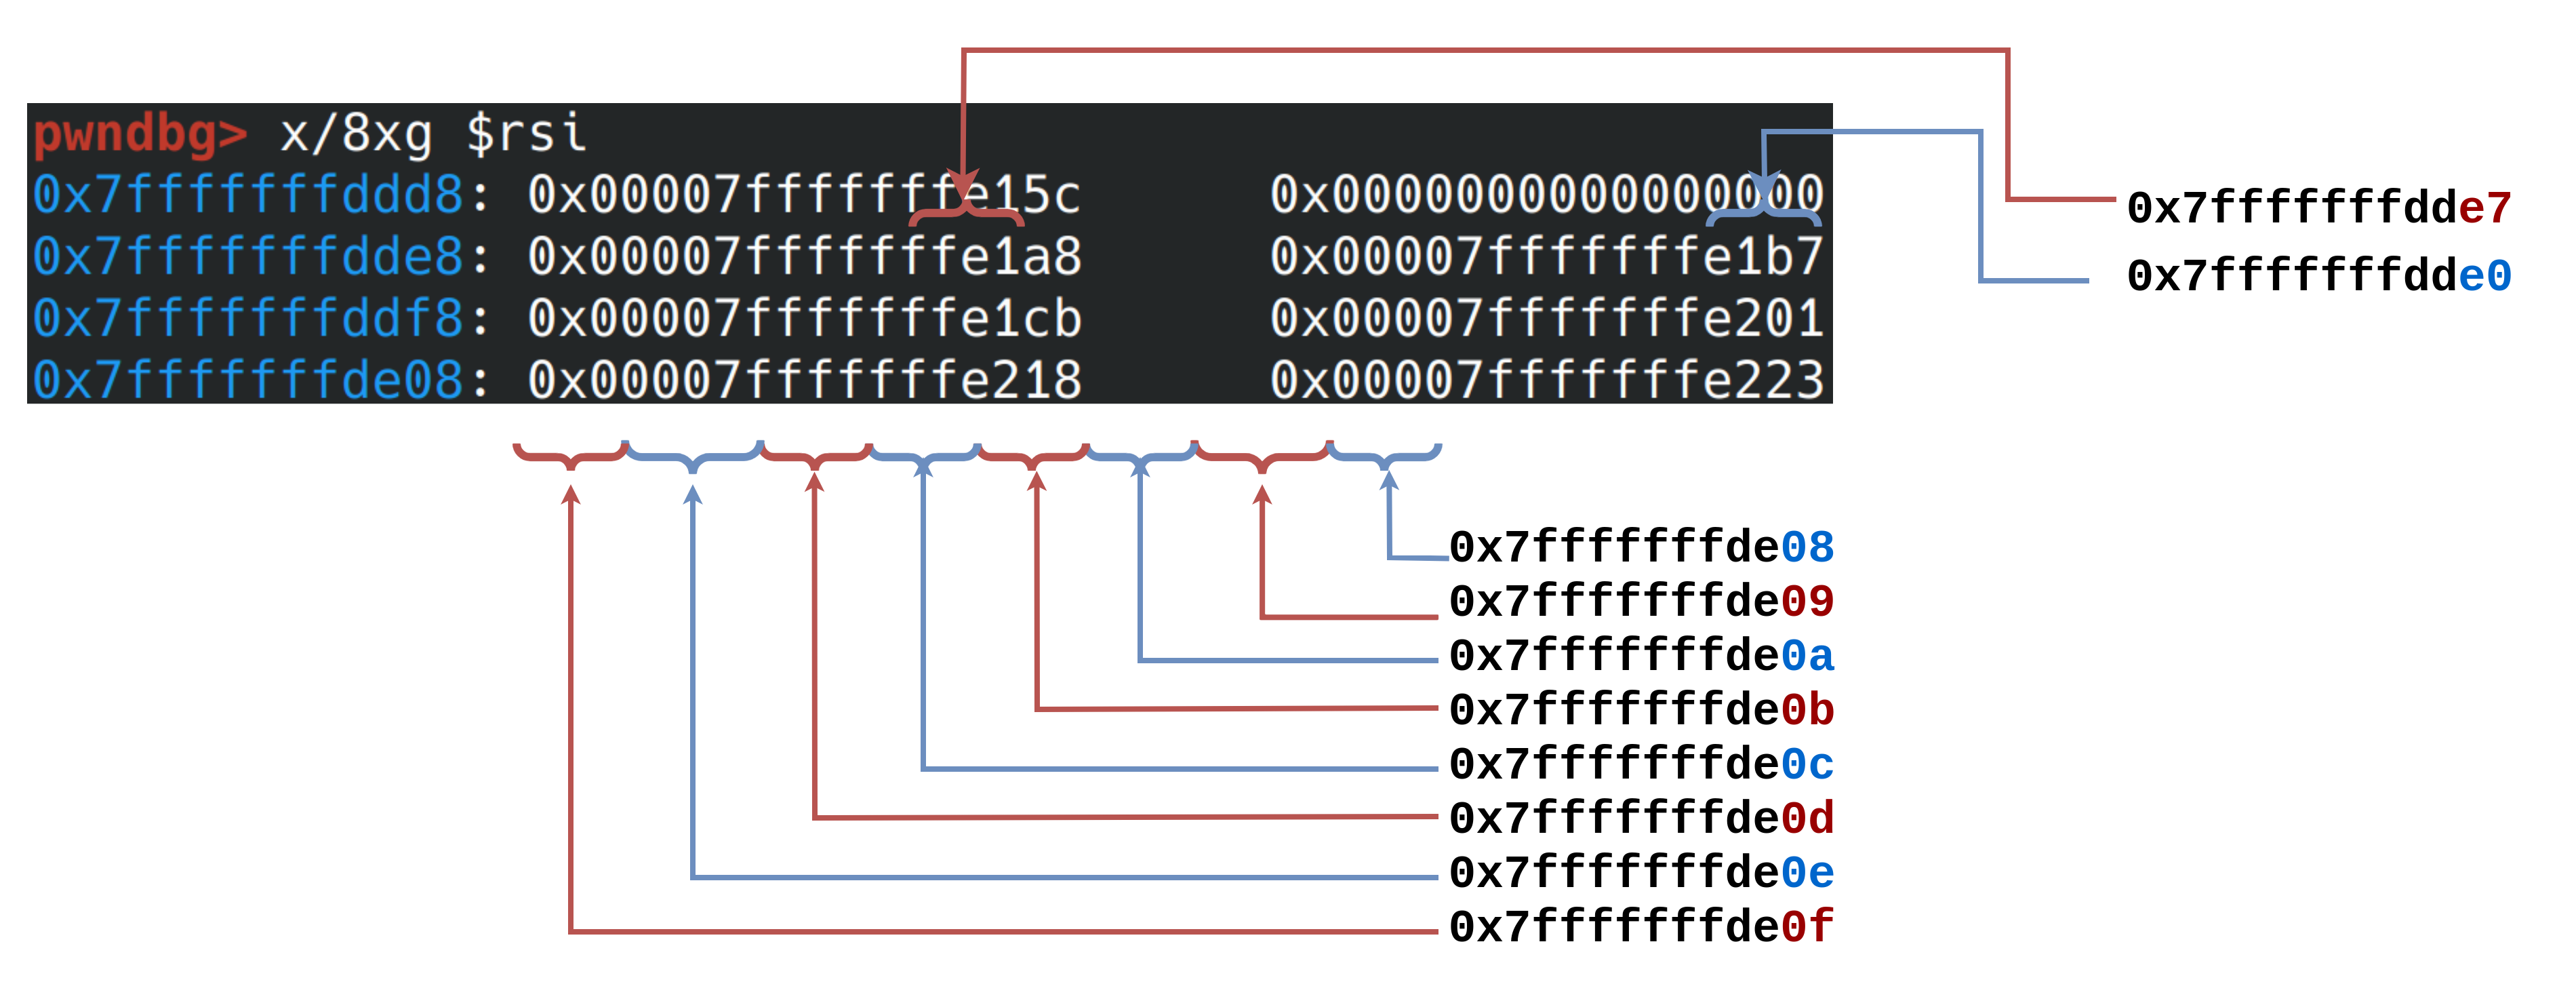 pwndbg> x/8xg $rsi
0x7fffffffddd8: 0x00007fffffffe15c 0x0000000000000000
0x7fffffffdde8: 0x00007fffffffe1a8 0x00007fffffffe1b7
0x7fffffffddf8: 0x00007fffffffe1cb 0x00007fffffffe201
0x7fffffffde08: 0x00007fffffffe218 0x00007fffffffe223
0x7fffffffdde7
0x7fffffffdde0
0x7fffffffde08
0x7fffffffde09
0x7fffffffde0a
0x7fffffffde0b
0x7fffffffde0c
0x7fffffffde0d
0x7fffffffde0e
0x7fffffffde0f